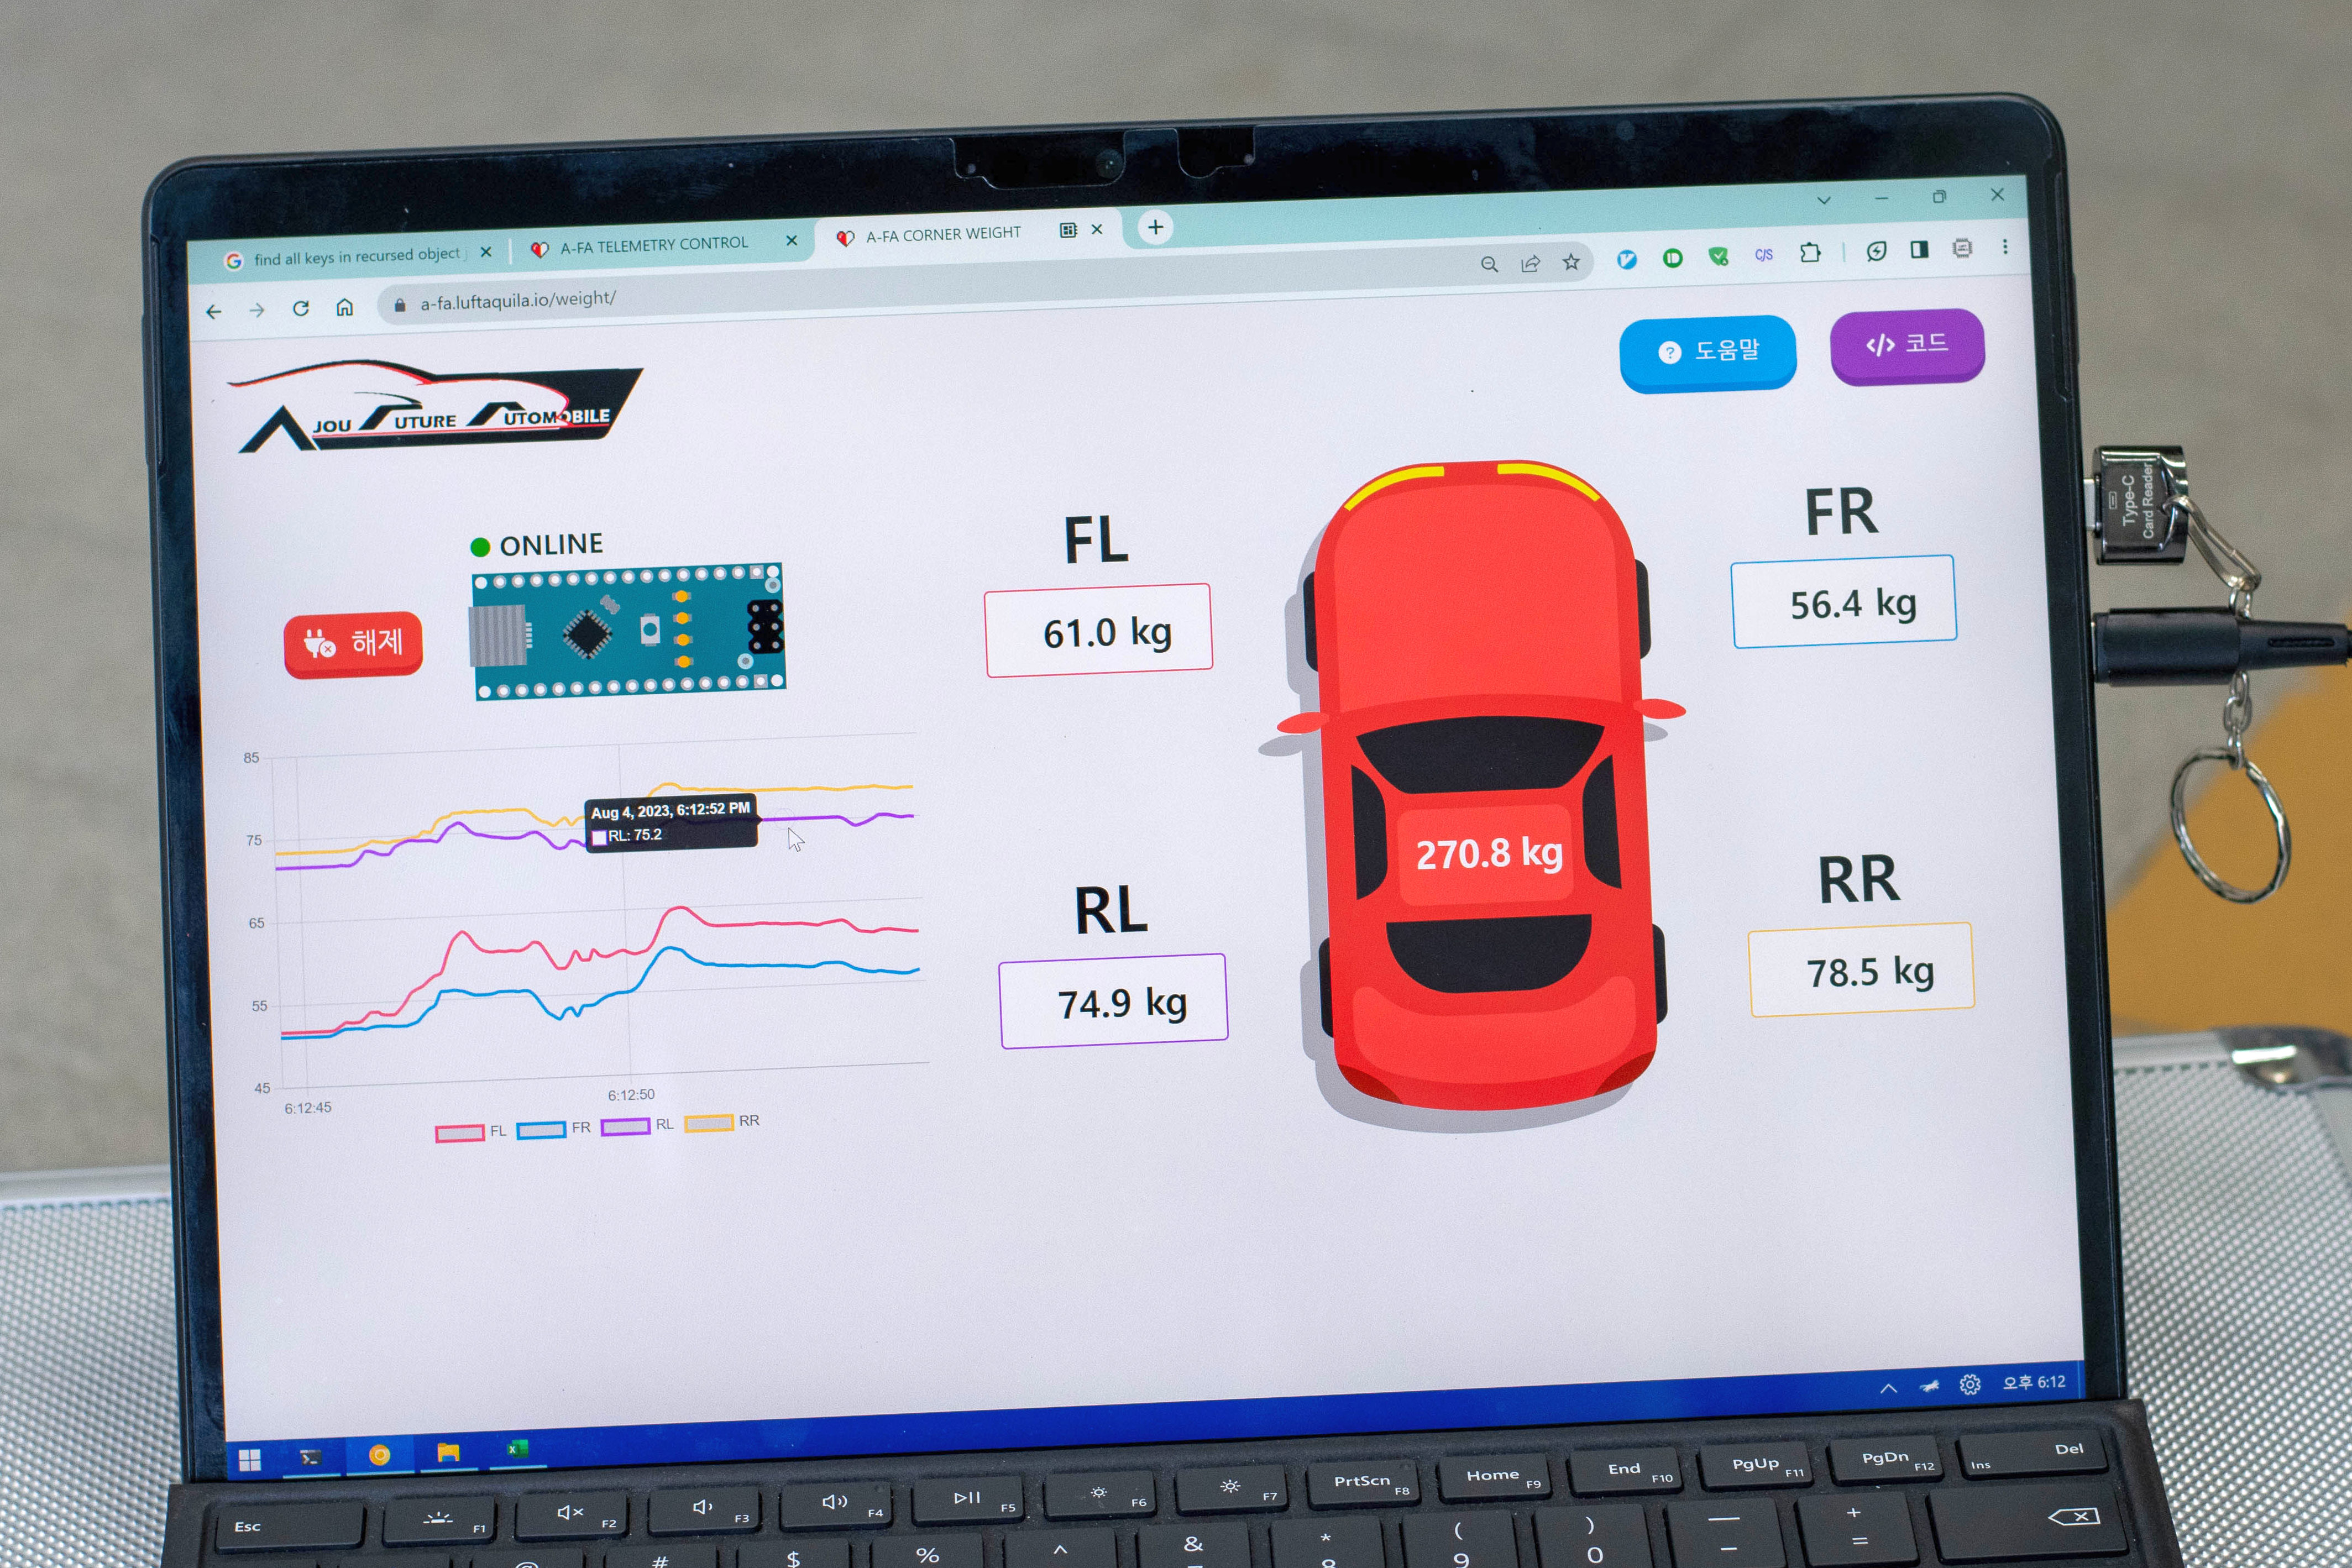 find all keys in recursed object
A-FA TELEMETRY CONTROL
A-FA CORNER WEIGHT
a-fa.luftaquila.io/weight/
AJOU FUTURE AUTOMOBILE
? 도움말
</> 코드
ONLINE
해제
FL
61.0 kg
FR
56.4 kg
270.8 kg
RL
74.9 kg
RR
78.5 kg
85
75
65
55
45
Aug 4, 2023, 6:12:52 PM
RL: 75.2
6:12:45
6:12:50
FL
FR
RL
RR
오후 6:12
Type-C
Card Reader
Esc
F1
F2
F3
F4
F5
F6
F7
PrtScn F8
Home F9
End F10
PgUp F11
PgDn F12
Ins Del
# $ % ^ & * ( ) — +
9 0 – =